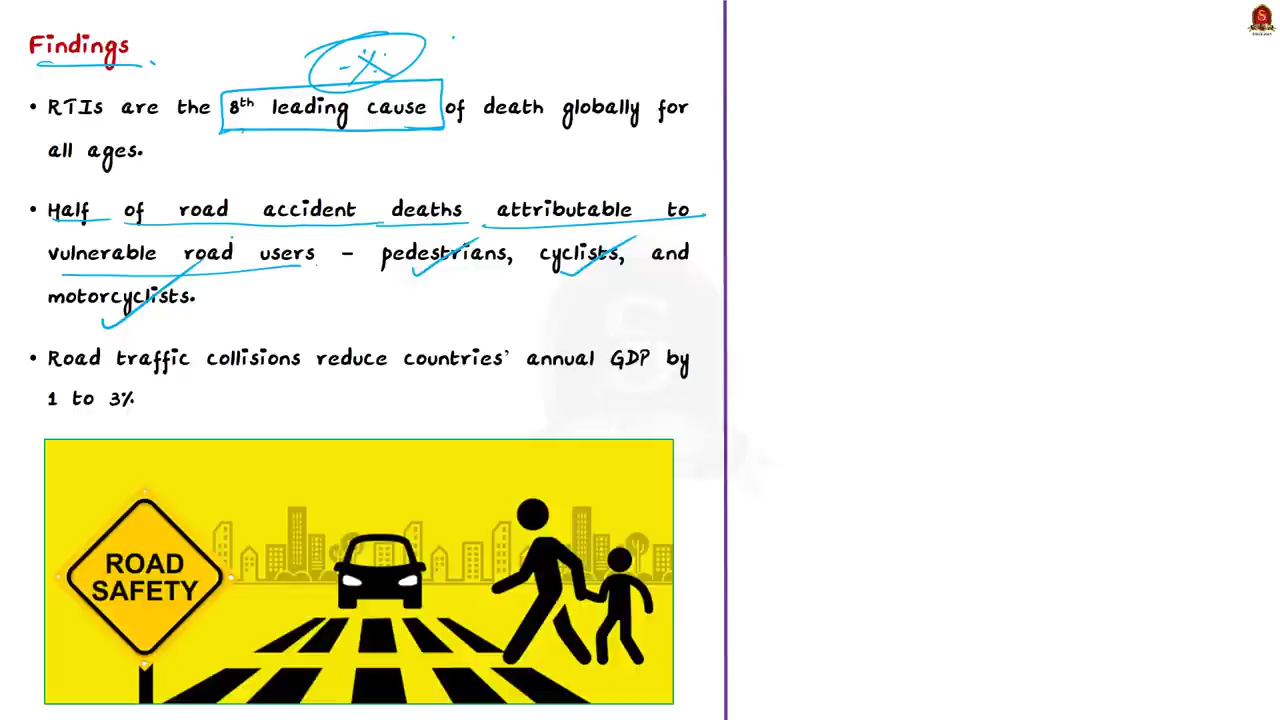 Findings
• RTIs are the 8th leading cause of death globally for
all ages.
• Half of road accident deaths attributable to
vulnerable road users – pedestrians, cyclists, and
motorcyclists.
• Road traffic collisions reduce countries' annual GDP by
1 to 3%
ROAD
SAFETY